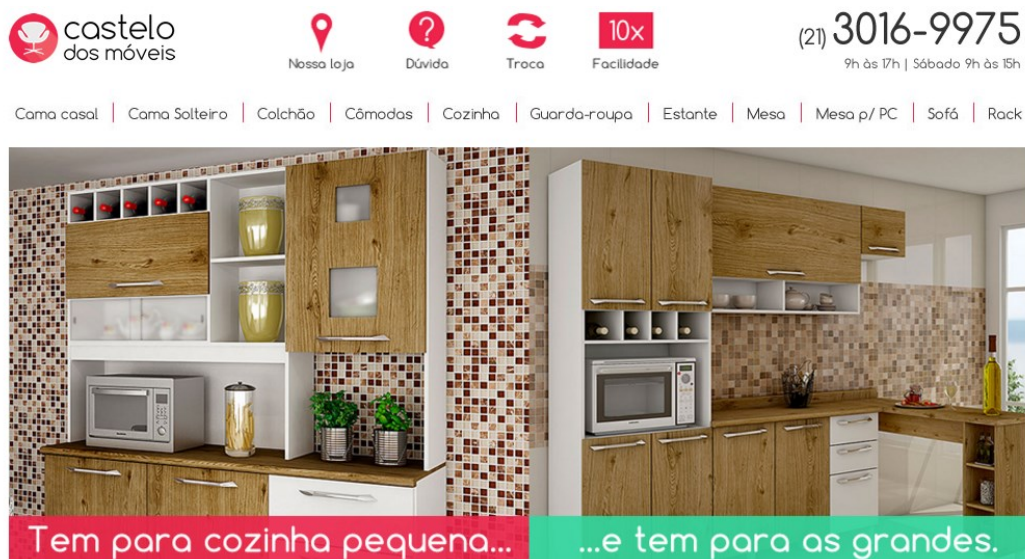 castelo
dos móveis
Nossa loja
Dúvida
Troca
10x
Facilidade
(21) 3016-9975
9h às 17h | Sábado 9h às 15h
Cama casal | Cama Solteiro | Colchão | Cômodas | Cozinha | Guarda-roupa | Estante | Mesa | Mesa p/ PC | Sofá | Rack
Tem para cozinha pequena...
...e tem para as grandes.